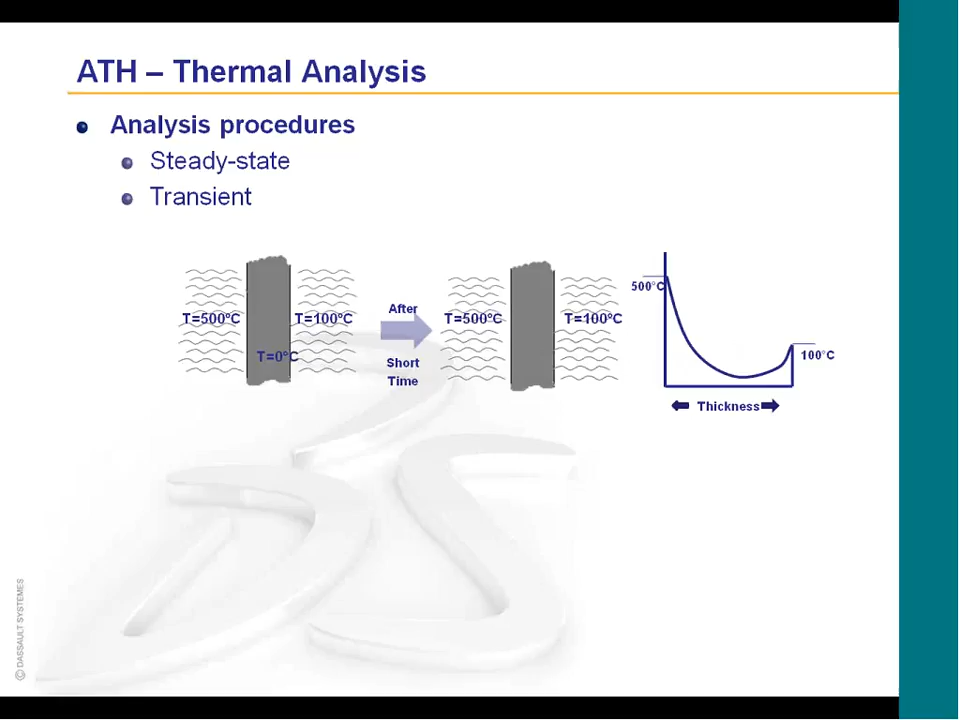 ATH – Thermal Analysis
Analysis procedures
Steady-state
Transient
T=500°C
T=100°C
T=0°C
After
Short
Time
T=500°C
T=100°C
500°C
100°C
Thickness
© DASSAULT SYSTEMES